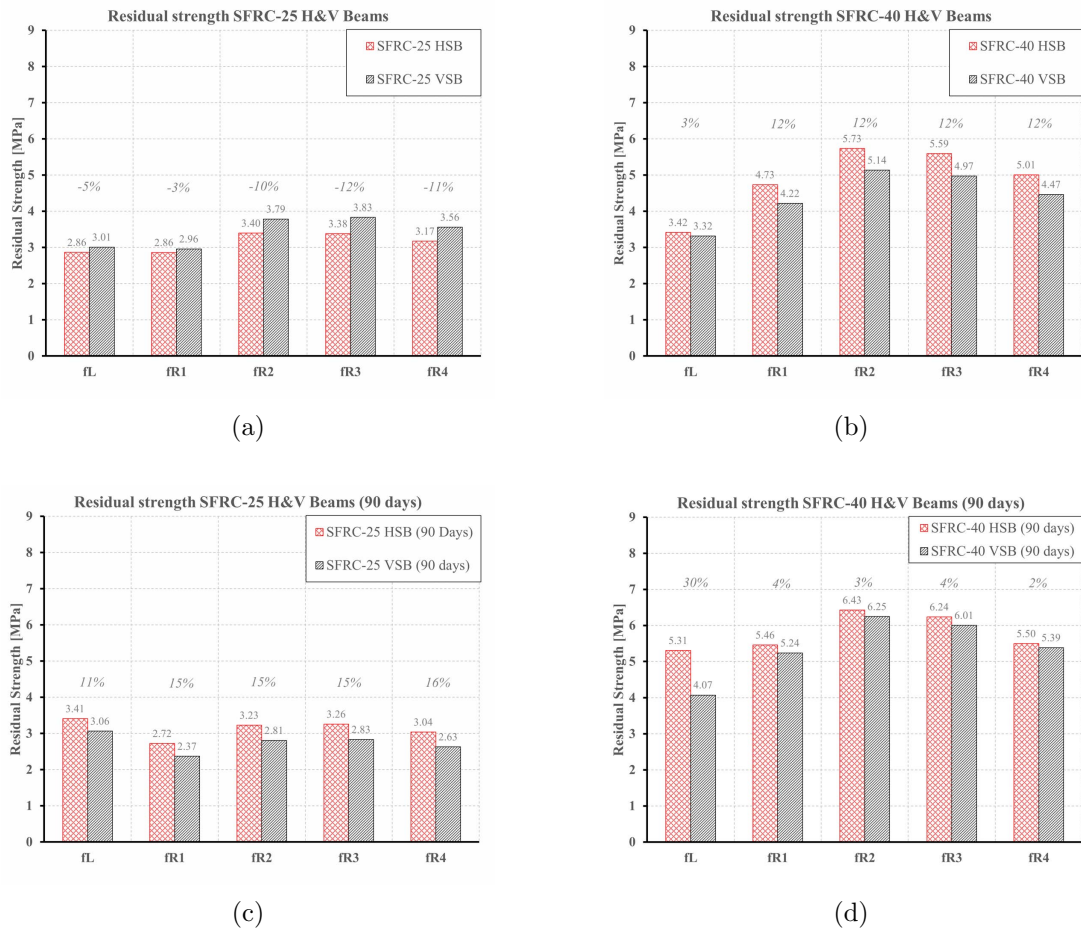 Residual strength SFRC-25 H&V Beams
SFRC-25 HSB
SFRC-25 VSB
Residual Strength [MPa]
9
8
7
6
5
4
3
2
1
0
-5%
-3%
-10%
-12%
-11%
2.86
3.01
2.86
2.96
3.40
3.79
3.38
3.83
3.17
3.56
fL
fR1
fR2
fR3
fR4
(a)
Residual strength SFRC-40 H&V Beams
SFRC-40 HSB
SFRC-40 VSB
Residual Strength [MPa]
9
8
7
6
5
4
3
2
1
0
3%
12%
12%
12%
12%
3.42
3.32
4.73
4.22
5.73
5.14
5.59
4.97
5.01
4.47
fL
fR1
fR2
fR3
fR4
(b)
Residual strength SFRC-25 H&V Beams (90 days)
SFRC-25 HSB (90 Days)
SFRC-25 VSB (90 days)
Residual Strength [MPa]
9
8
7
6
5
4
3
2
1
0
11%
15%
15%
15%
16%
3.41
3.06
2.72
2.37
3.23
2.81
3.26
2.83
3.04
2.63
fL
fR1
fR2
fR3
fR4
(c)
Residual strength SFRC-40 H&V Beams (90 days)
SFRC-40 HSB (90 days)
SFRC-40 VSB (90 days)
Residual Strength [MPa]
9
8
7
6
5
4
3
2
1
0
30%
4%
3%
4%
2%
5.31
4.07
5.46
5.24
6.43
6.25
6.24
6.01
5.50
5.39
fL
fR1
fR2
fR3
fR4
(d)